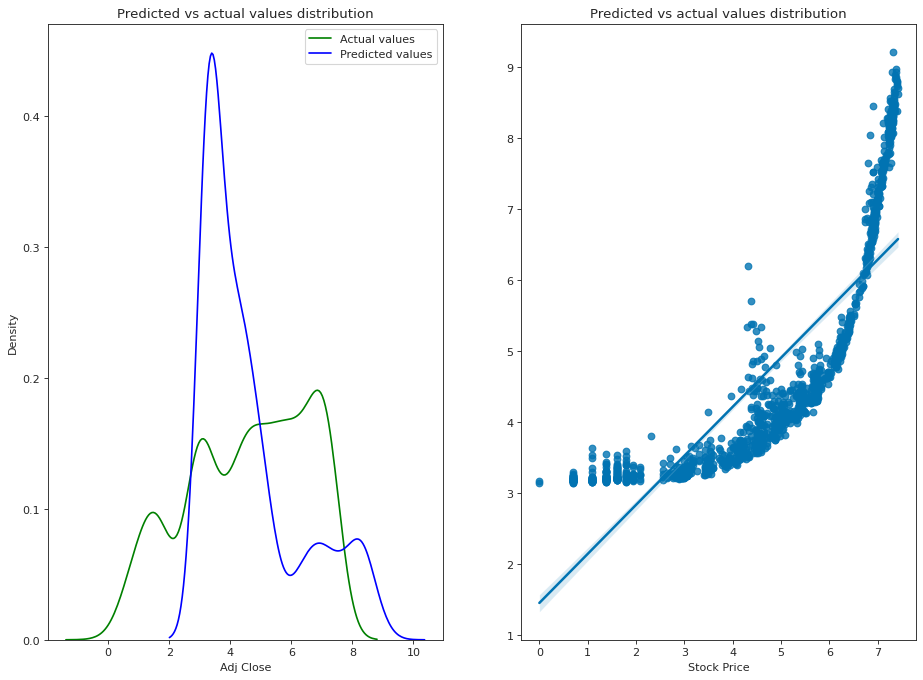 Predicted vs actual values distribution
Actual values
Predicted values
Density
0.4
0.3
0.2
0.1
0.0
0 2 4 6 8 10
Adj Close
Predicted vs actual values distribution
9
8
7
6
5
4
3
2
1
0 1 2 3 4 5 6 7
Stock Price